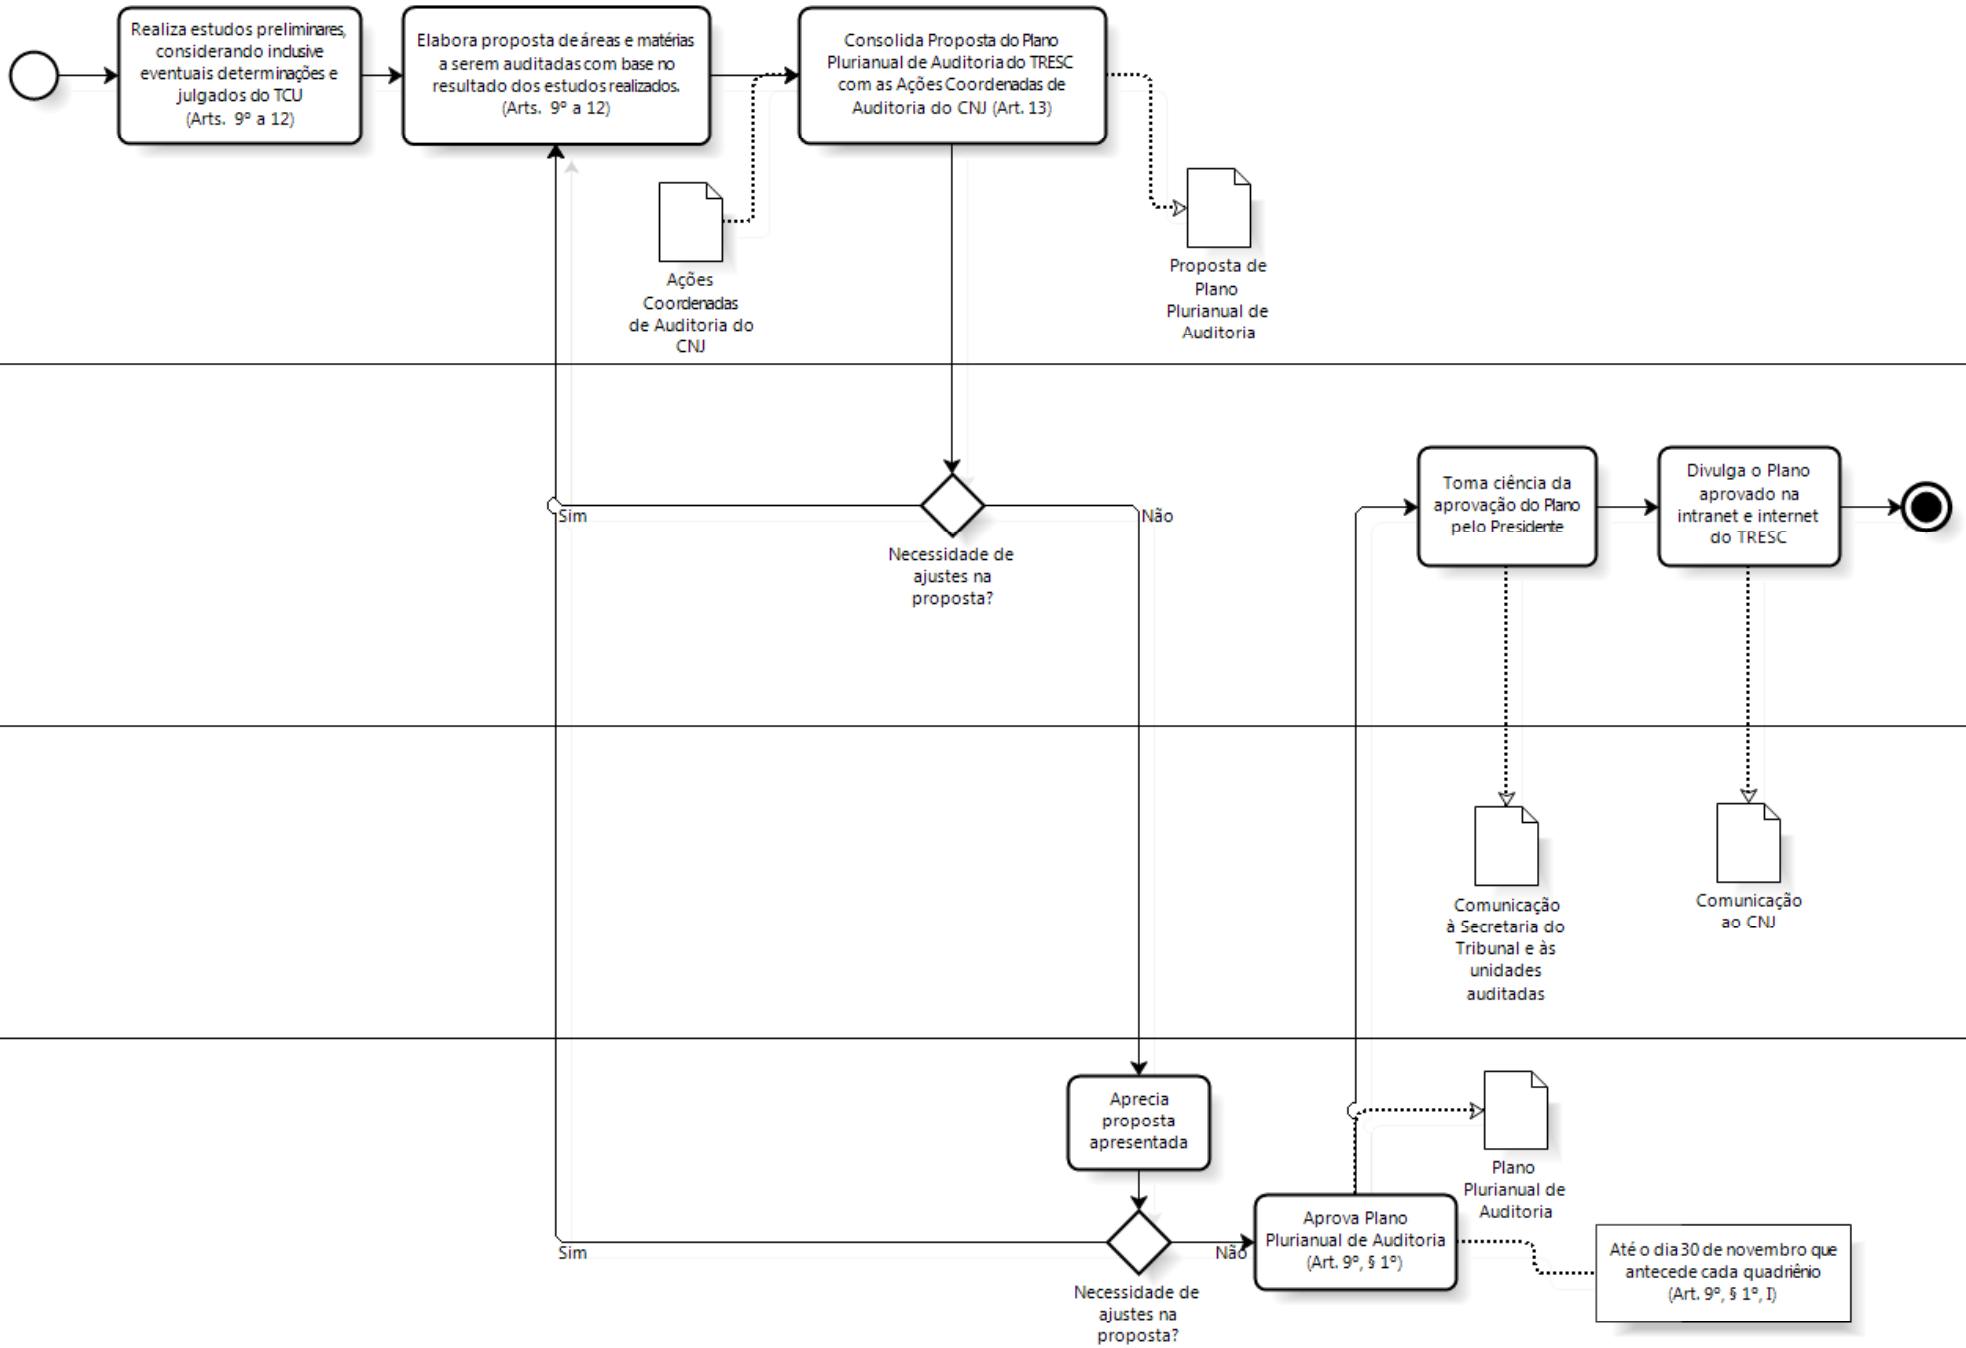 Realiza estudos preliminares,
considerando inclusive
eventuais determinações e
julgados do TCU
(Arts. 9º a 12)
Elabora proposta de áreas e matérias
a serem auditadas com base no
resultado dos estudos realizados.
(Arts. 9º a 12)
Consolida Proposta do Plano
Plurianual de Auditoria do TRESC
com as Ações Coordenadas de
Auditoria do CNJ (Art. 13)
Ações
Coordenadas
de Auditoria do
CNJ
Proposta de
Plano
Plurianual de
Auditoria
Sim
Não
Necessidade de
ajustes na
proposta?
Toma ciência da
aprovação do Plano
pelo Presidente
Divulga o Plano
aprovado na
intranet e internet
do TRESC
Comunicação
à Secretaria do
Tribunal e às
unidades
auditadas
Comunicação
ao CNJ
Aprecia
proposta
apresentada
Plano
Plurianual de
Auditoria
Sim
Não
Necessidade de
ajustes na
proposta?
Aprova Plano
Plurianual de Auditoria
(Art. 9º, § 1º)
Até o dia 30 de novembro que
antecede cada quadriênio
(Art. 9º, § 1º, I)